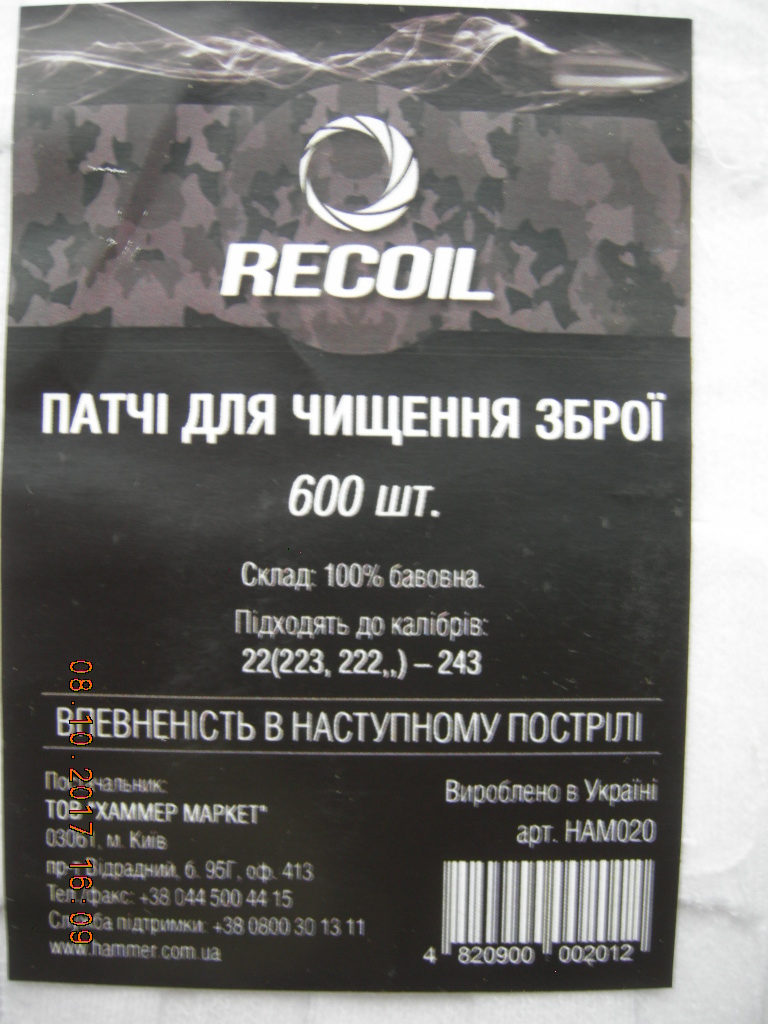 RECOIL
ПАТЧІ ДЛЯ ЧИЩЕННЯ ЗБРОЇ
600 шт.
Склад: 100% бавовна.
Підходять до калібрів:
22(223, 222,,) – 243
ВПЕВНЕНІСТЬ В НАСТУПНОМУ ПОСТРІЛІ
Постачальник:
ТОВ "ХАММЕР МАРКЕТ"
03061, м. Київ
пр-т Відрадний, б. 95Г, оф. 413
Тел./факс: +38 044 500 44 15
Служба підтримки: +38 0800 30 13 11
www.hammer.com.ua
Вироблено в Україні
арт. HAM020
4 820900 002012
08.10.2017 16:09